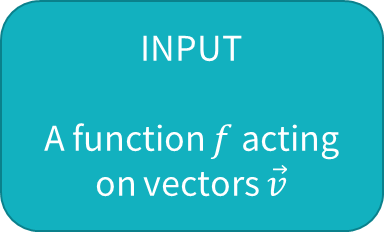 INPUT
A function f acting
on vectors v⃗